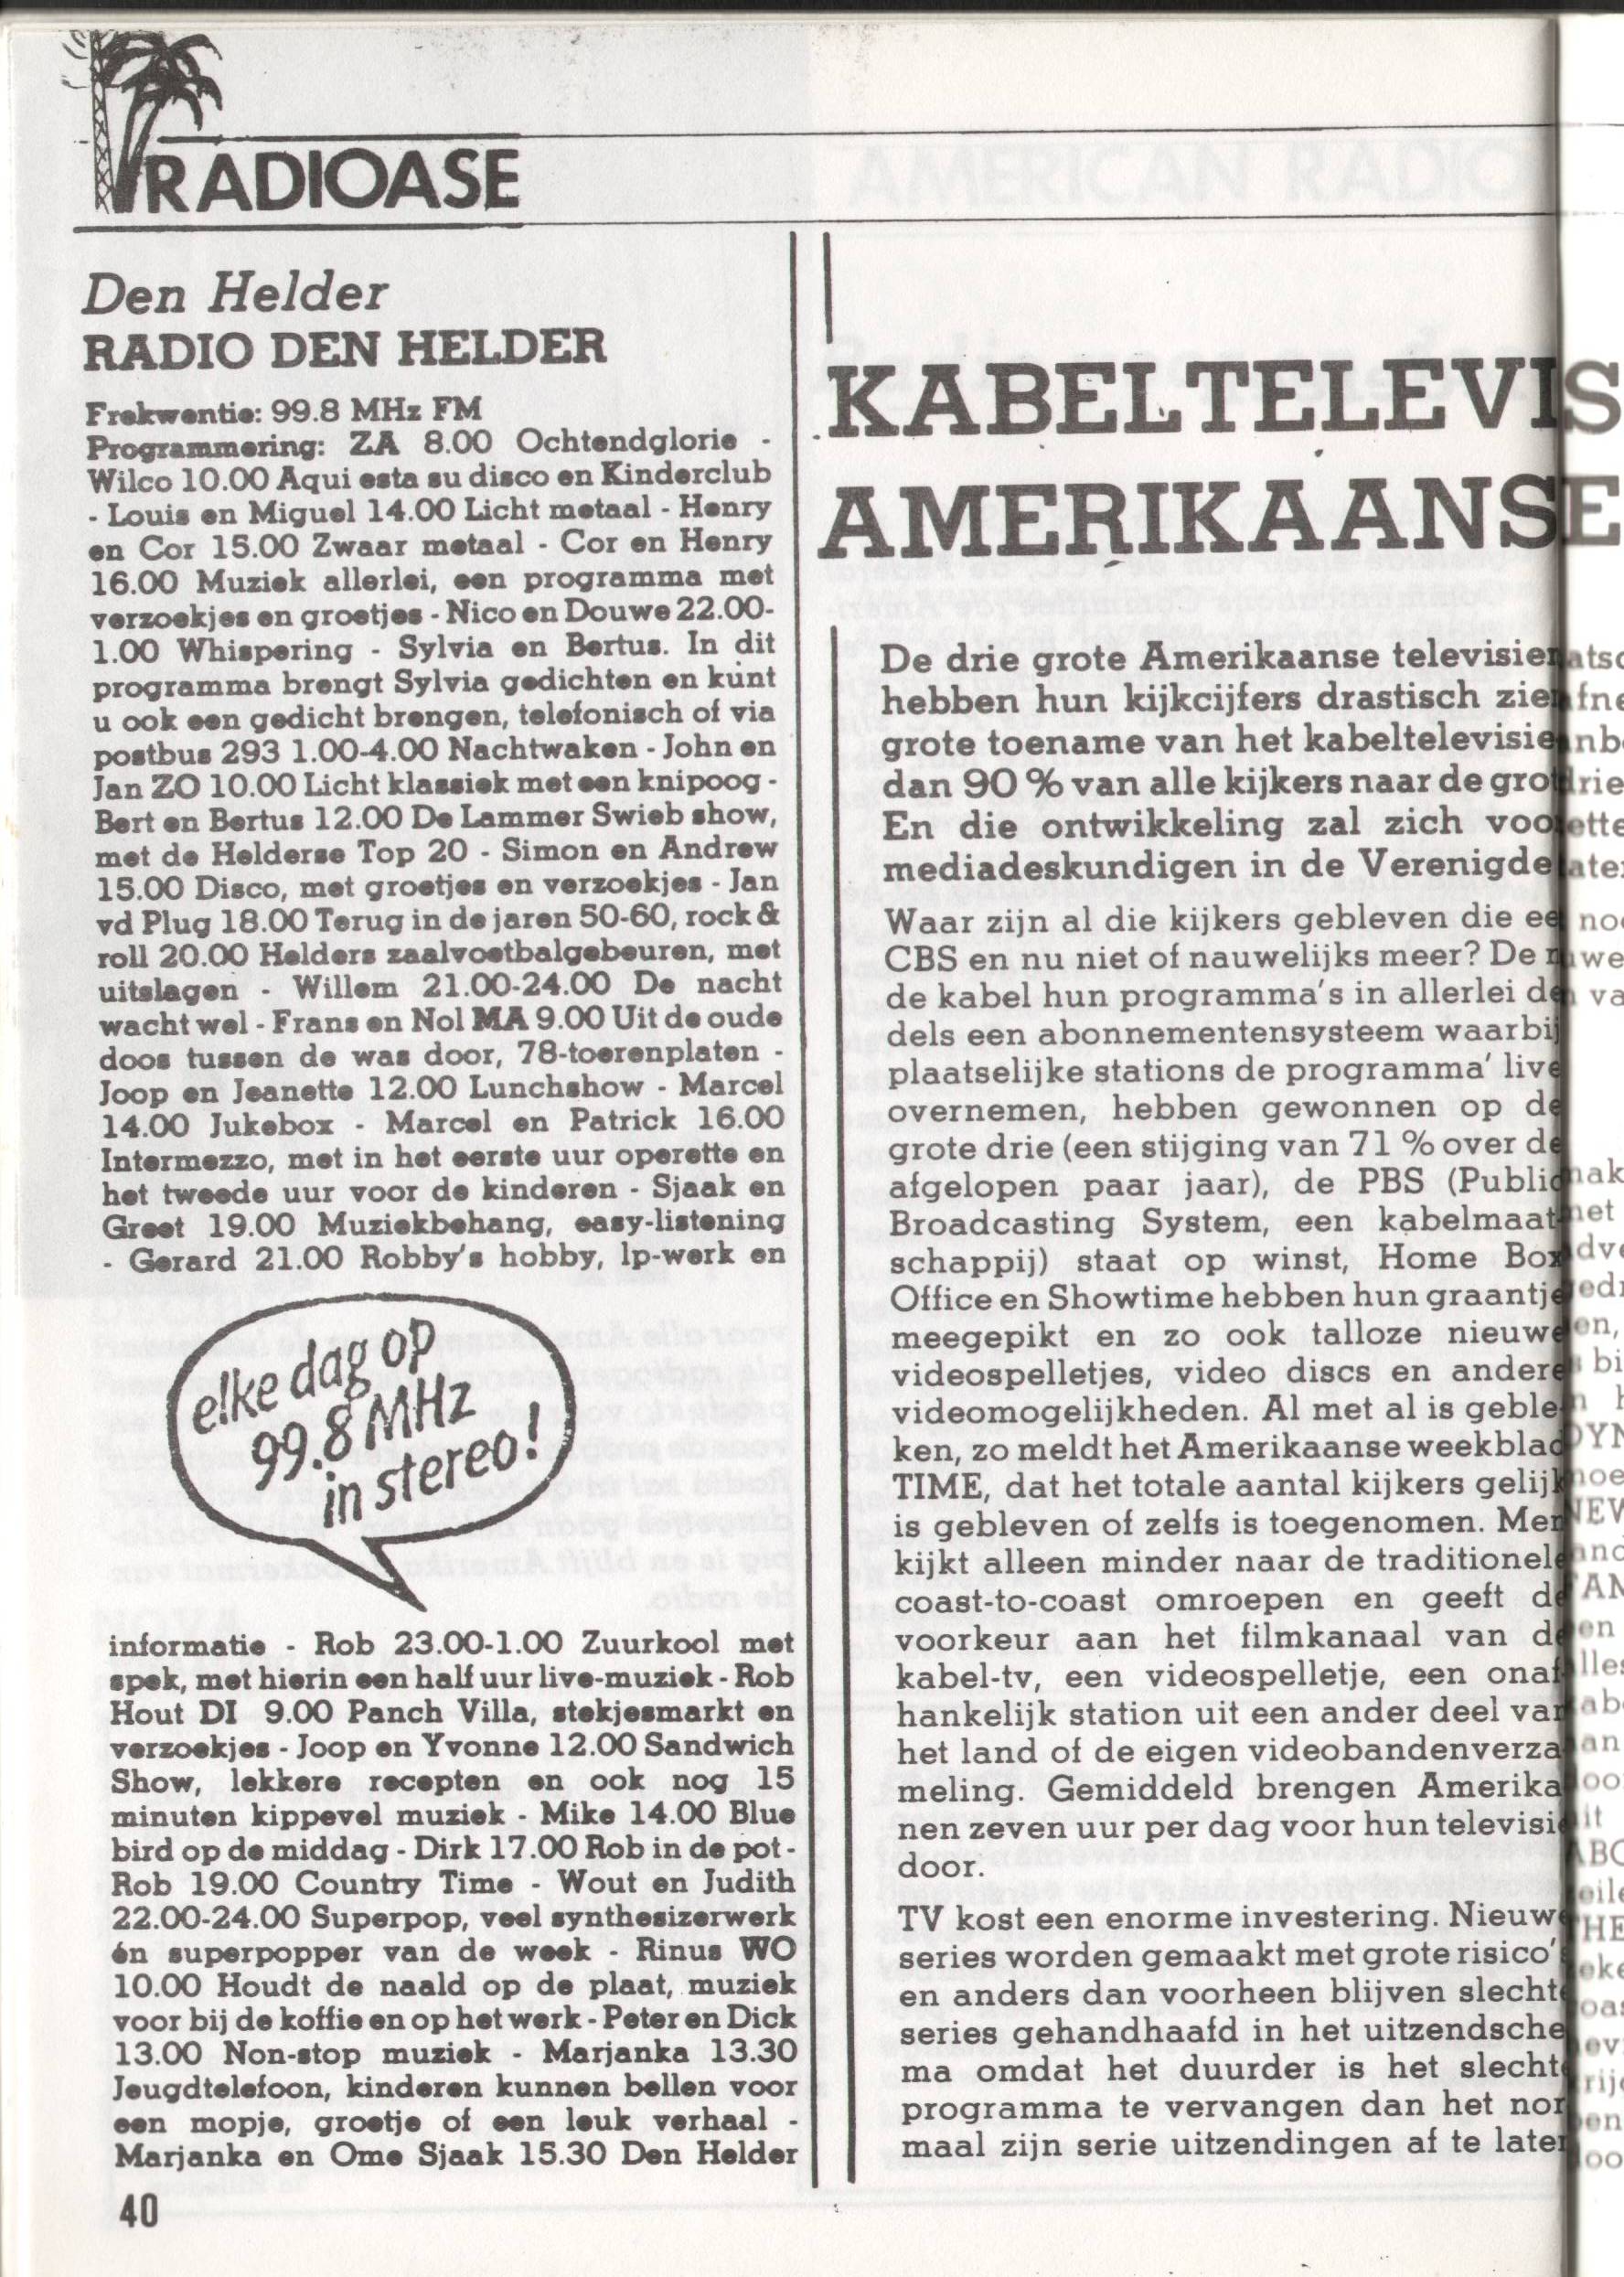 RADIOASE
Den Helder
RADIO DEN HELDER
Frekwentie: 99.8 MHz FM
Programmering: ZA 8.00 Ochtendglorie -
Wilco 10.00 Aqui esta su disco en Kinderclub
- Louis en Miguel 14.00 Licht metaal - Henry
en Cor 15.00 Zwaar metaal - Cor en Henry
16.00 Muziek allerlei, een programma met
verzoekjes en groetjes - Nico en Douwe 22.00-
1.00 Whispering - Sylvia en Bertus. In dit
programma brengt Sylvia gedichten en kunt
u ook een gedicht brengen, telefonisch of via
postbus 293 1.00-4.00 Nachtwaken - John en
Jan ZO 10.00 Licht klassiek met een knipoog -
Bert en Bertus 12.00 De Lammer Swieb show,
met de Helderse Top 20 - Simon en Andrew
15.00 Disco, met groetjes en verzoekjes - Jan
vd Plug 18.00 Terug in de jaren 50-60, rock &
roll 20.00 Helders zaalvoetbalgebeuren, met
uitslagen - Willem 21.00-24.00 De nacht
wacht wel - Frans en Nol MA 9.00 Uit de oude
doos tussen de was door, 78-toerenplaten -
Joop en Jeanette 12.00 Lunchshow - Marcel
14.00 Jukebox - Marcel en Patrick 16.00
Intermezzo, met in het eerste uur operette en
het tweede uur voor de kinderen - Sjaak en
Greet 19.00 Muziekbehang, easy-listening
- Gerard 21.00 Robby's hobby, lp-werk en
elke dag op
99.8 MHz
in stereo!
informatie - Rob 23.00-1.00 Zuurkool met
spek, met hierin een half uur live-muziek - Rob
Hout DI 9.00 Panch Villa, stekjesmarkt en
verzoekjes - Joop en Yvonne 12.00 Sandwich
Show, lekkere recepten en ook nog 15
minuten kippevel muziek - Mike 14.00 Blue
bird op de middag - Dirk 17.00 Rob in de pot -
Rob 19.00 Country Time - Wout en Judith
22.00-24.00 Superpop, veel synthesizerwerk
én superpopper van de week - Rinus WO
10.00 Houdt de naald op de plaat, muziek
voor bij de koffie en op het werk - Peter en Dick
13.00 Non-stop muziek - Marjanka 13.30
Jeugdtelefoon, kinderen kunnen bellen voor
een mopje, groetje of een leuk verhaal -
Marjanka en Ome Sjaak 15.30 Den Helder
40
KABELTELEVIS
AMERIKAANSE
De drie grote Amerikaanse televisie
hebben hun kijkcijfers drastisch zie
grote toename van het kabeltelevisie
dan 90 % van alle kijkers naar de gro
En die ontwikkeling zal zich voo
mediadeskundigen in de Verenigde
Waar zijn al die kijkers gebleven die ee
CBS en nu niet of nauwelijks meer? De
de kabel hun programma's in allerlei de
dels een abonnementensysteem waarbij
plaatselijke stations de programma' live
overnemen, hebben gewonnen op de
grote drie (een stijging van 71 % over de
afgelopen paar jaar), de PBS (Public
Broadcasting System, een kabelmaat-
schappij) staat op winst, Home Box
Office en Showtime hebben hun graantje
meegepikt en zo ook talloze nieuwe
videospelletjes, video discs en andere
videomogelijkheden. Al met al is geble-
ken, zo meldt het Amerikaanse weekblad
TIME, dat het totale aantal kijkers gelijk
is gebleven of zelfs is toegenomen. Men
kijkt alleen minder naar de traditionele
coast-to-coast omroepen en geeft de
voorkeur aan het filmkanaal van de
kabel-tv, een videospelletje, een onaf-
hankelijk station uit een ander deel van
het land of de eigen videobandenverza-
meling. Gemiddeld brengen Amerika-
nen zeven uur per dag voor hun televisie
door.
TV kost een enorme investering. Nieuwe
series worden gemaakt met grote risico's
en anders dan voorheen blijven slechte
series gehandhaafd in het uitzendsche-
ma omdat het duurder is het slechte
programma te vervangen dan het nor-
maal zijn serie uitzendingen af te laten